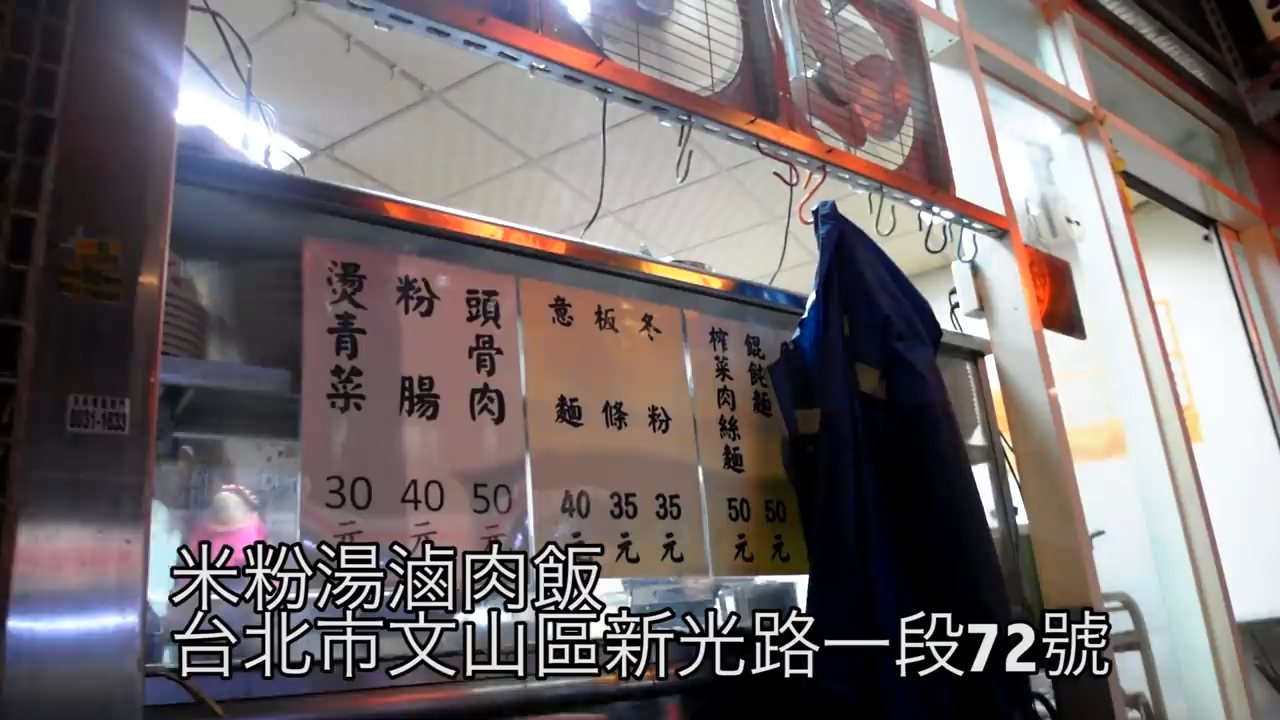 頭骨肉 50元
粉腸 40元
燙青菜 30元
冬粉 35元
板條 35元
意麵 40元
餛飩麵 50元
榨菜肉絲麵 50元
0931-1633
米粉湯滷肉飯
台北市文山區新光路一段72號